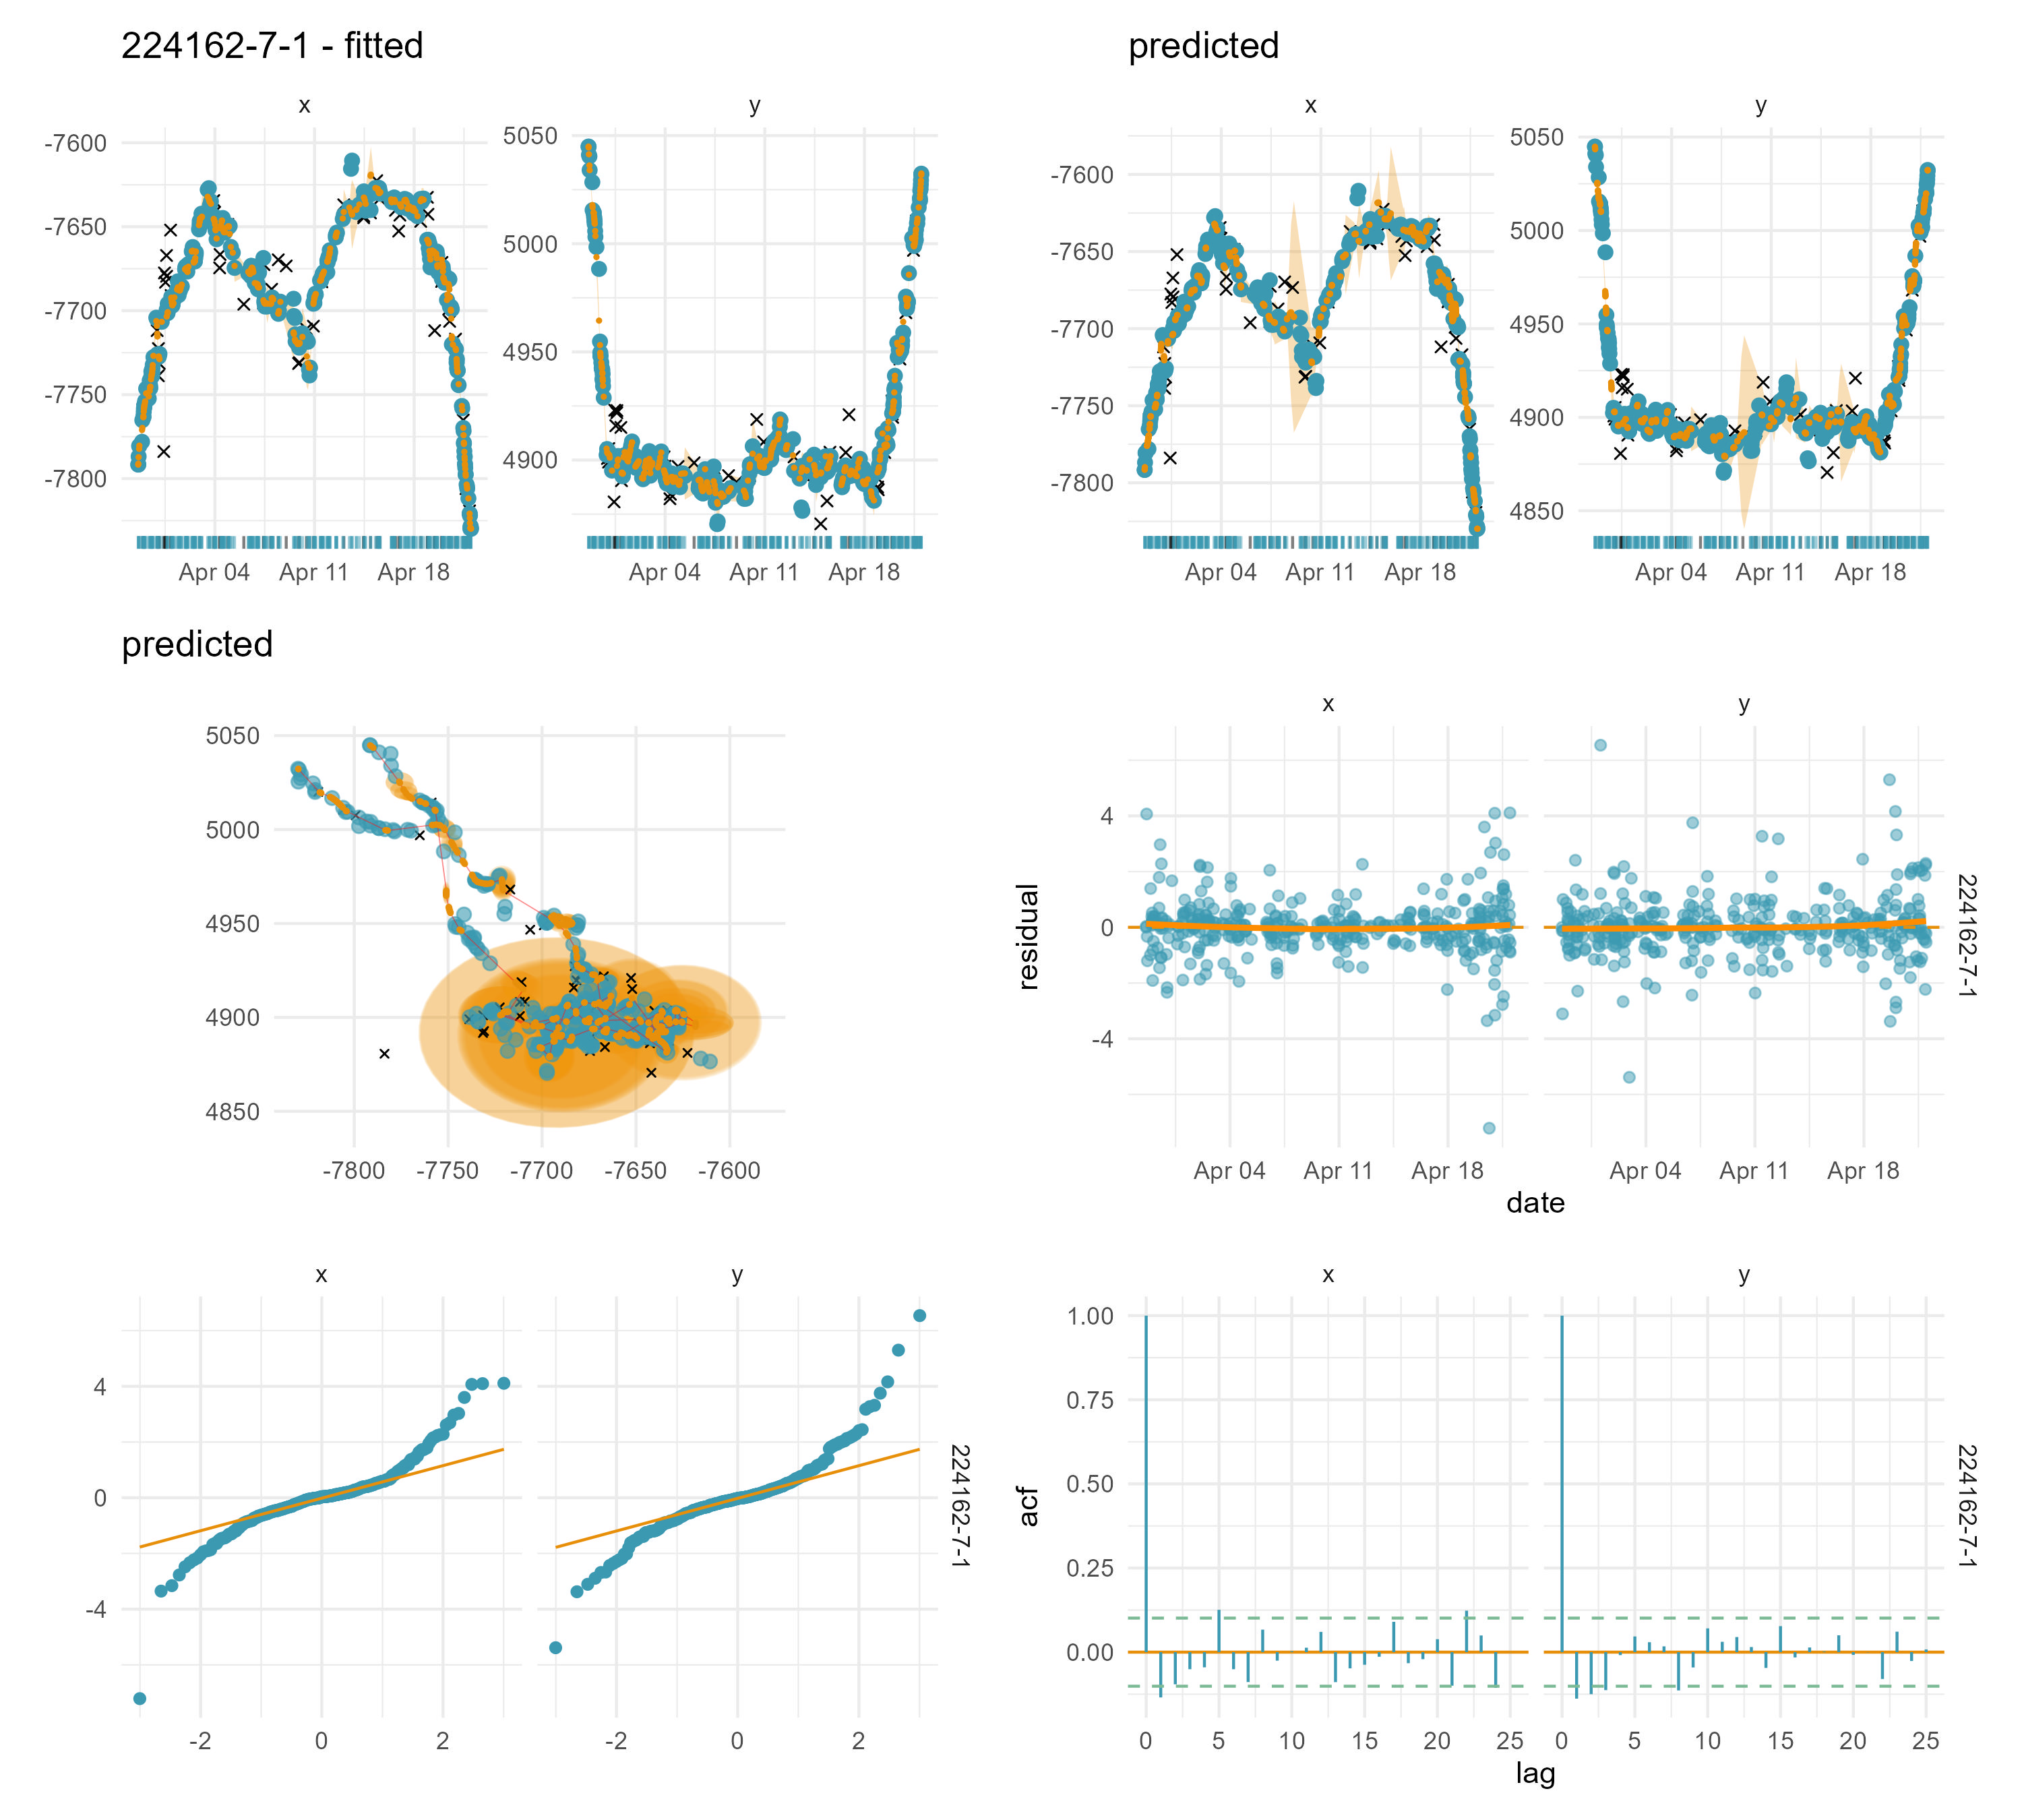 224162-7-1 - fitted
predicted
x
y
x
y
-7600
-7650
-7700
-7750
-7800
5050
5000
4950
4900
-7600
-7650
-7700
-7750
-7800
5050
5000
4950
4900
4850
Apr 04 Apr 11 Apr 18
Apr 04 Apr 11 Apr 18
Apr 04 Apr 11 Apr 18
Apr 04 Apr 11 Apr 18
predicted
5050
5000
4950
4900
4850
-7800 -7750 -7700 -7650 -7600
x
y
residual
4
0
-4
224162-7-1
Apr 04 Apr 11 Apr 18
Apr 04 Apr 11 Apr 18
date
x
y
4
0
-4
224162-7-1
-2 0 2
-2 0 2
x
y
acf
1.00
0.75
0.50
0.25
0.00
224162-7-1
0 5 10 15 20 25
0 5 10 15 20 25
lag